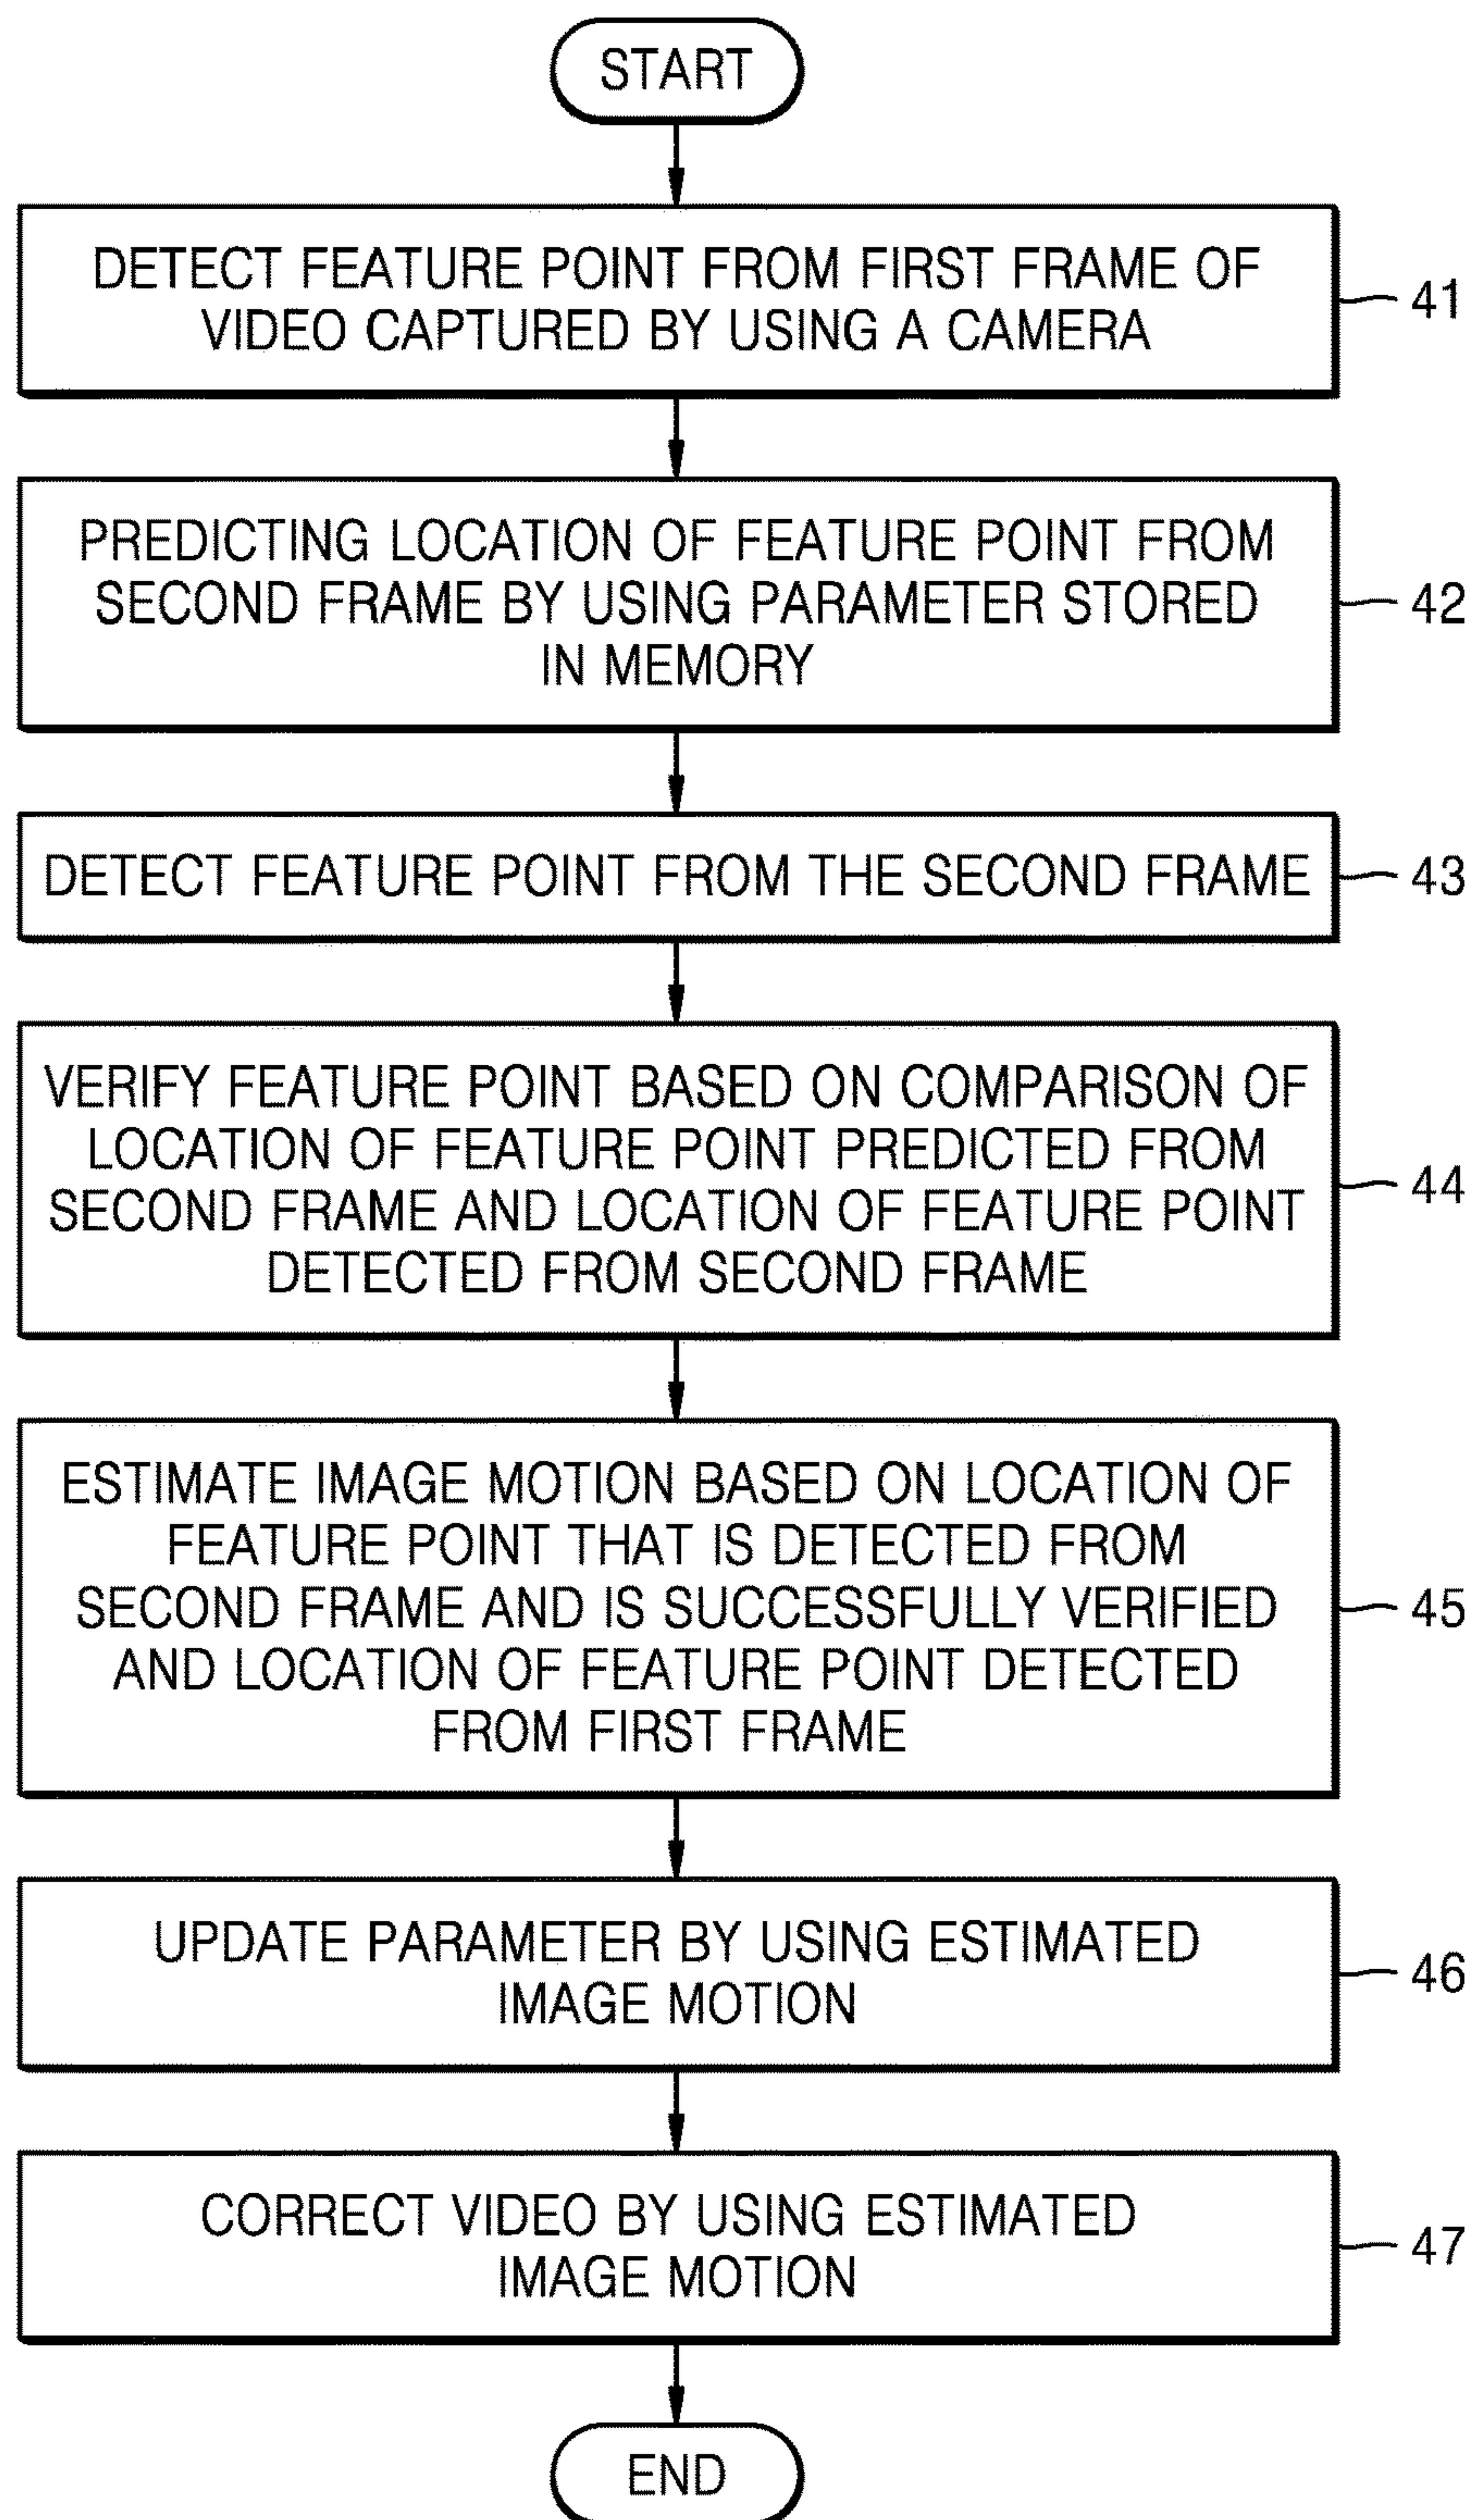 START
DETECT FEATURE POINT FROM FIRST FRAME OF
VIDEO CAPTURED BY USING A CAMERA
41
PREDICTING LOCATION OF FEATURE POINT FROM
SECOND FRAME BY USING PARAMETER STORED
IN MEMORY
42
DETECT FEATURE POINT FROM THE SECOND FRAME
43
VERIFY FEATURE POINT BASED ON COMPARISON OF
LOCATION OF FEATURE POINT PREDICTED FROM
SECOND FRAME AND LOCATION OF FEATURE POINT
DETECTED FROM SECOND FRAME
44
ESTIMATE IMAGE MOTION BASED ON LOCATION OF
FEATURE POINT THAT IS DETECTED FROM
SECOND FRAME AND IS SUCCESSFULLY VERIFIED
AND LOCATION OF FEATURE POINT DETECTED
FROM FIRST FRAME
45
UPDATE PARAMETER BY USING ESTIMATED
IMAGE MOTION
46
CORRECT VIDEO BY USING ESTIMATED
IMAGE MOTION
47
END